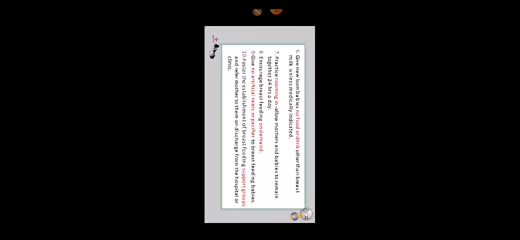 6. Give new born babies no food or drink other than breast
milk unless medically indicated.
7. Practice rooming in-allow mothers and babies to remain
together 24 hrs a day.
8. Encourage breast feeding on demand.
9. Give no artificial teats or pacifier to breast feeding babies.
10. Foster the establishment of breast feeding support groups
and refer mother to them on discharge from the hospital or
clinic.